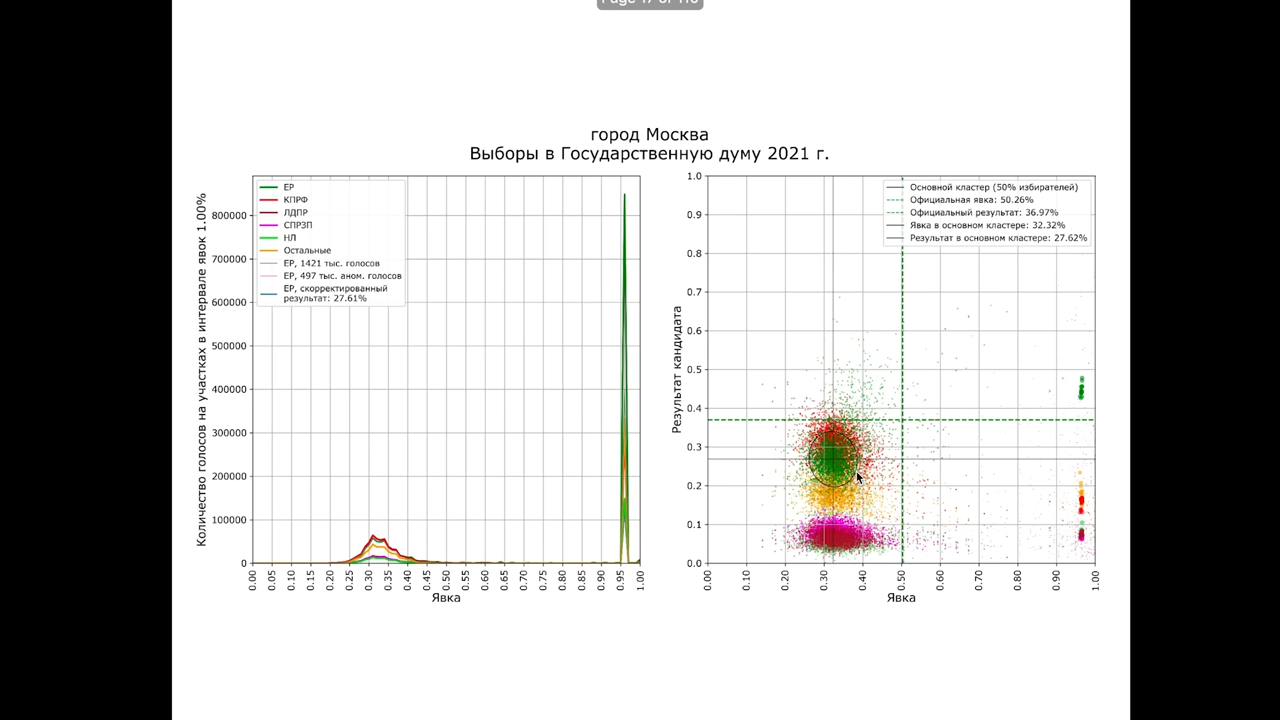 Page 17 of 110
город Москва
Выборы в Государственную думу 2021 г.
Количество голосов на участках в интервале явок 1.00%
800000
700000
600000
500000
400000
300000
200000
100000
0
ЕР
КПРФ
ЛДПР
СПРЗП
НЛ
Остальные
ЕР, 1421 тыс. голосов
ЕР, 497 тыс. аном. голосов
ЕР, скорректированный
результат: 27.61%
0.00 0.05 0.10 0.15 0.20 0.25 0.30 0.35 0.40 0.45 0.50 0.55 0.60 0.65 0.70 0.75 0.80 0.85 0.90 0.95 1.00
Явка
Результат кандидата
1.0
0.9
0.8
0.7
0.6
0.5
0.4
0.3
0.2
0.1
0.0
Основной кластер (50% избирателей)
Официальная явка: 50.26%
Официальный результат: 36.97%
Явка в основном кластере: 32.32%
Результат в основном кластере: 27.62%
0.00 0.10 0.20 0.30 0.40 0.50 0.60 0.70 0.80 0.90 1.00
Явка